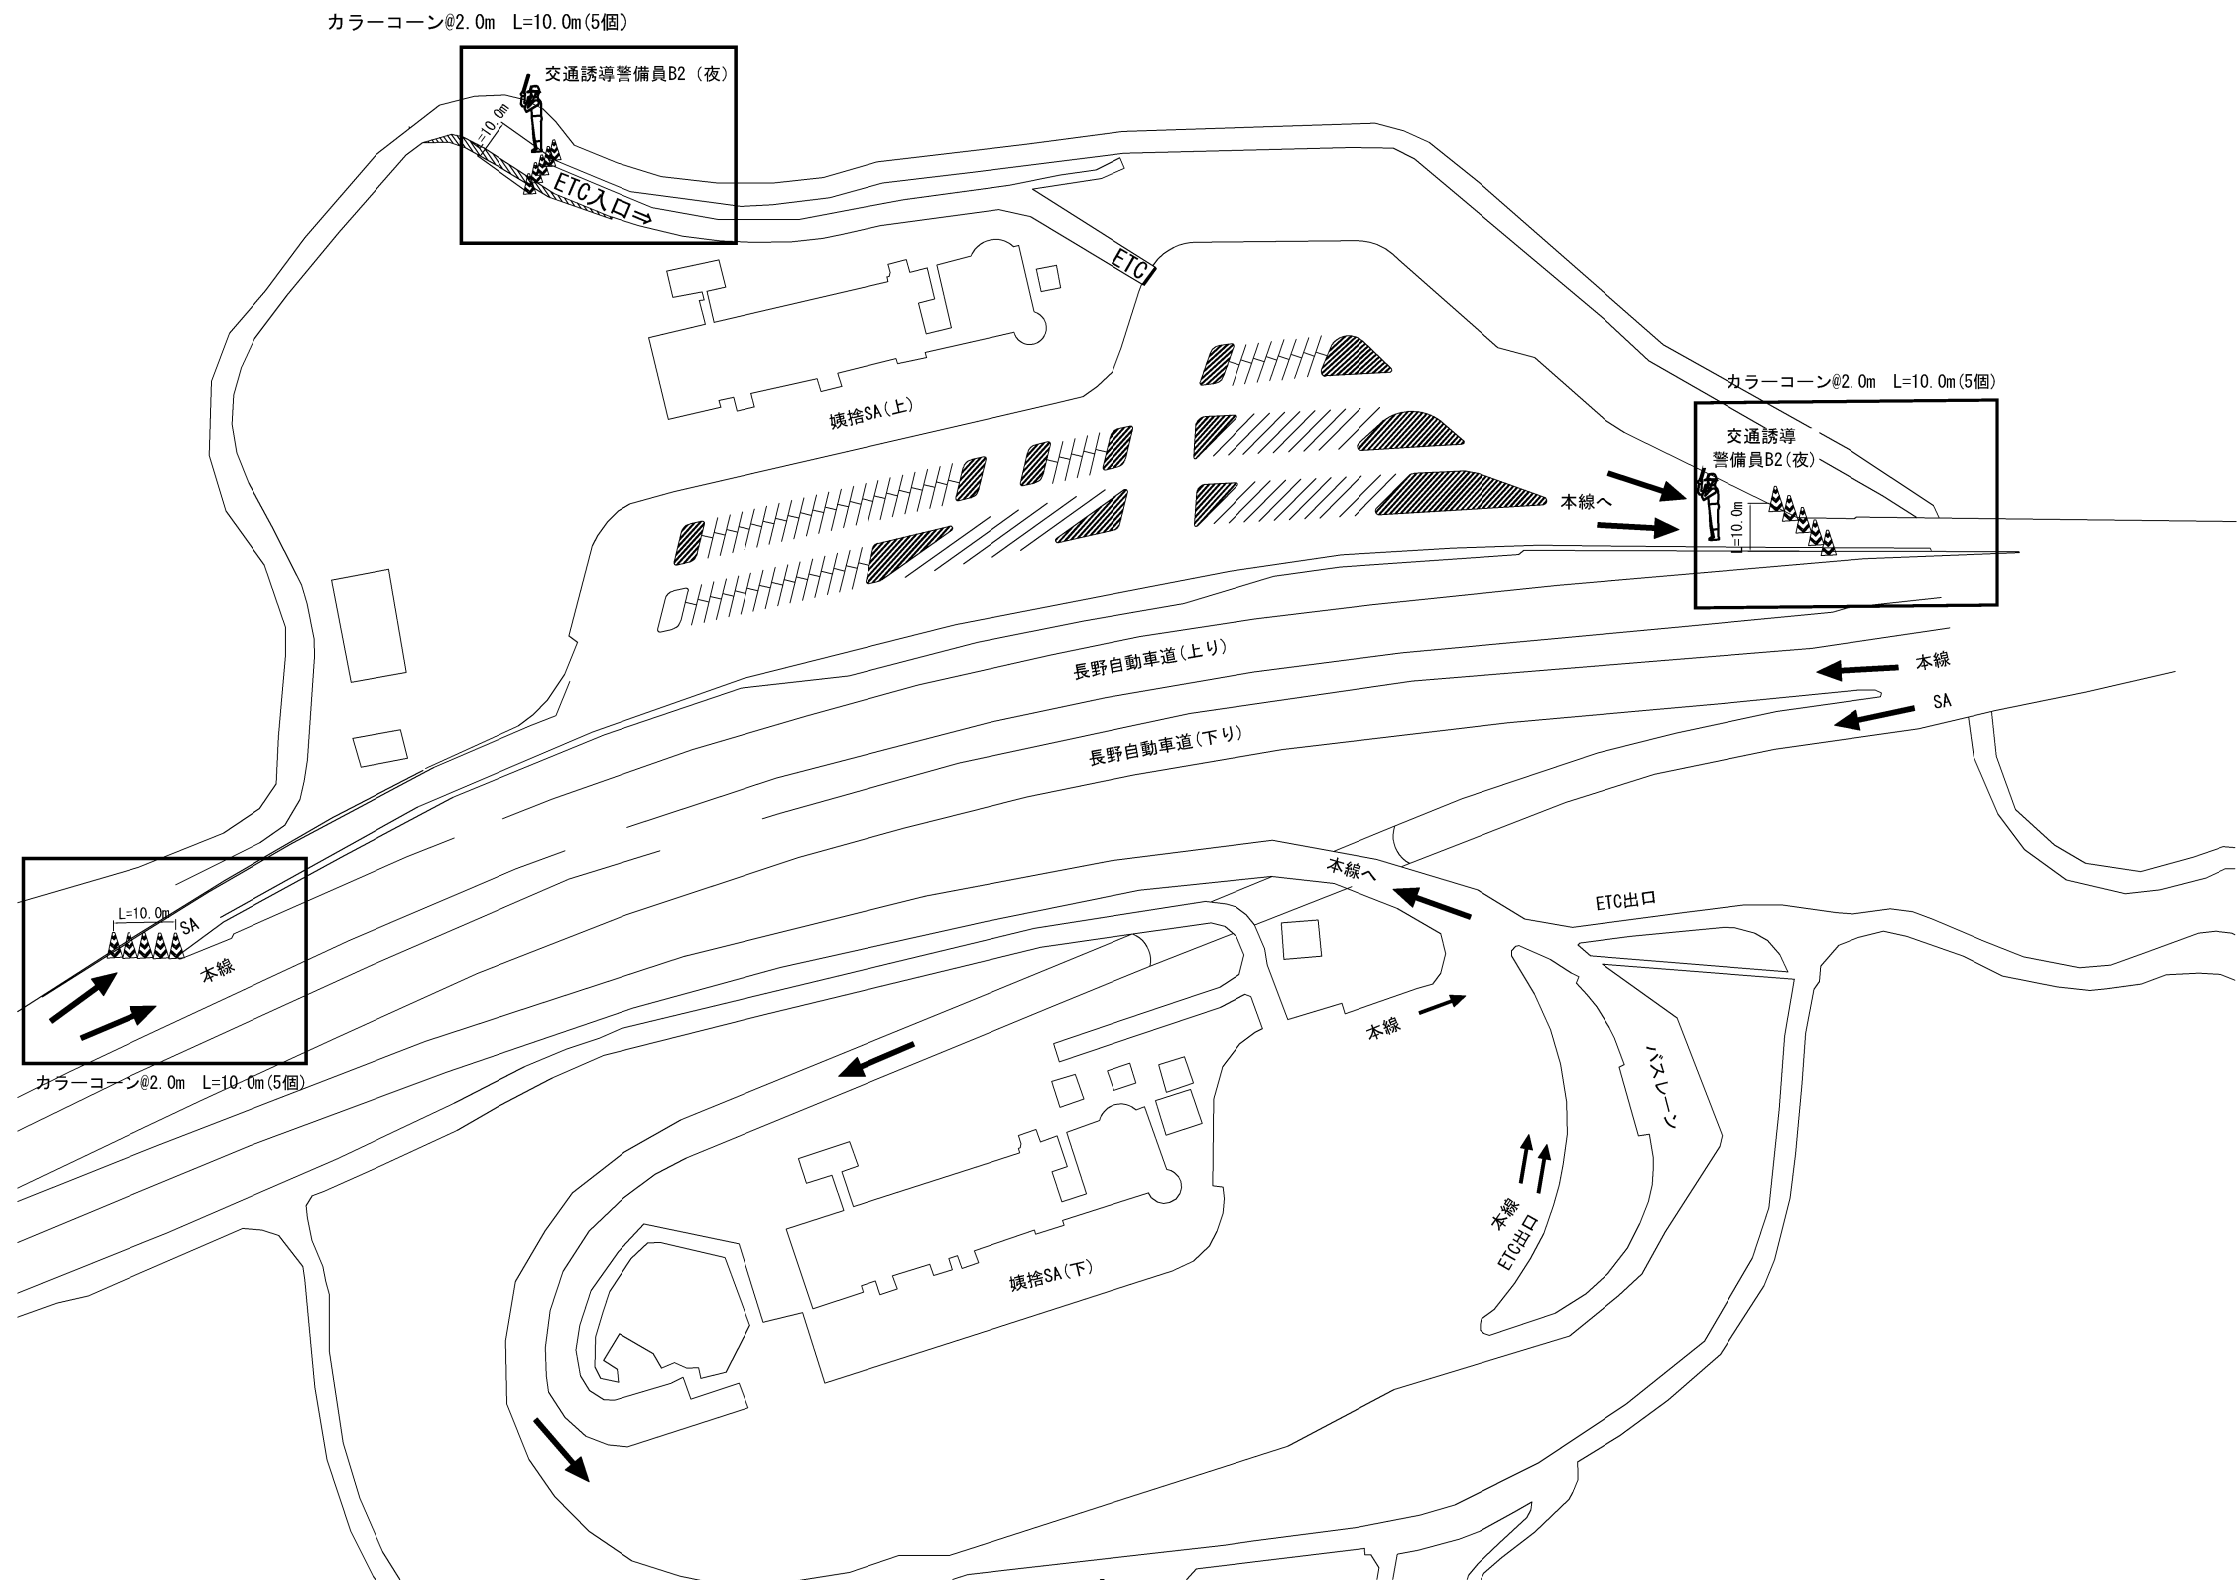 カラーコーン@2.0m L=10.0m(5個)
交通誘導警備員B2（夜）
=10.0m
ETC入口⇒
ETC
姨捨SA(上)
カラーコーン@2.0m L=10.0m(5個)
交通誘導
警備員B2(夜)
本線へ
L=10.0m
長野自動車道(上り)
本線
SA
長野自動車道(下り)
本線へ
ETC出口
L=10.0m
SA
本線
本線
カラーコーン@2.0m L=10.0m(5個)
バスレーン
本線
ETC出口
姨捨SA(下)